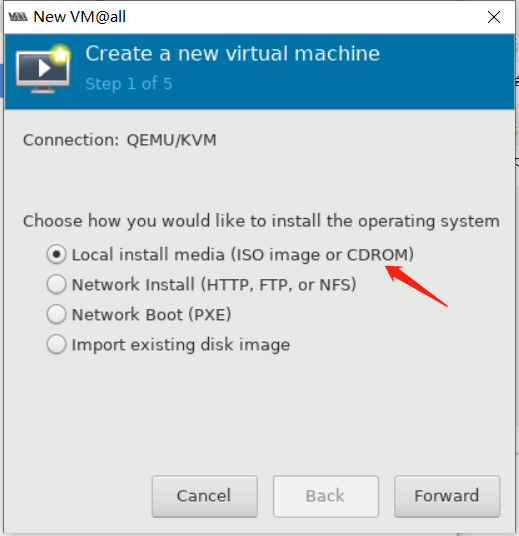 New VM@all
Create a new virtual machine
Step 1 of 5
Connection: QEMU/KVM
Choose how you would like to install the operating system
Local install media (ISO image or CDROM)
Network Install (HTTP, FTP, or NFS)
Network Boot (PXE)
Import existing disk image
Cancel Back Forward